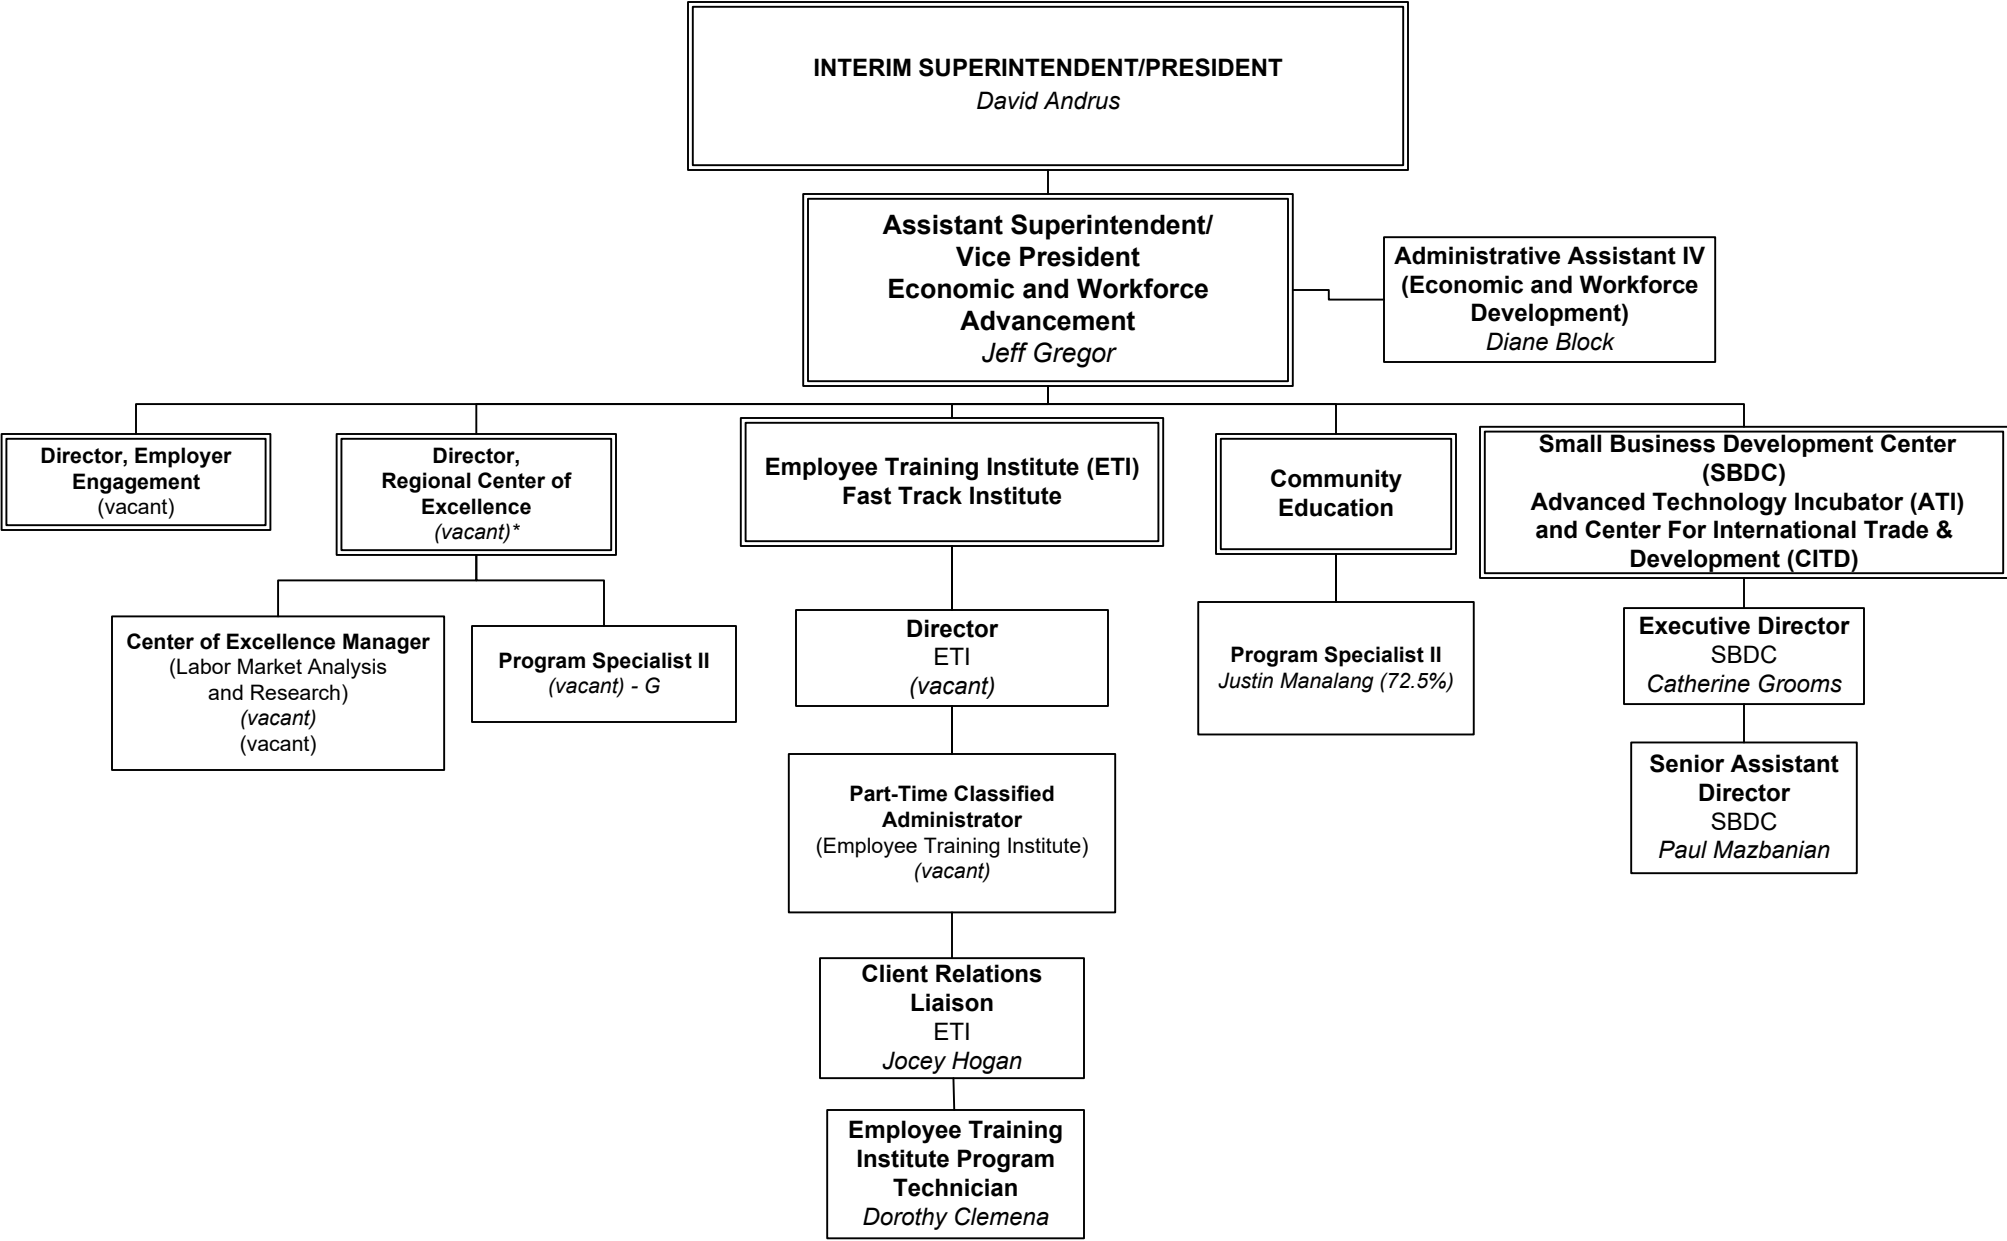 INTERIM SUPERINTENDENT/PRESIDENT
David Andrus
Assistant Superintendent/
Vice President
Economic and Workforce
Advancement
Jeff Gregor
Administrative Assistant IV
(Economic and Workforce
Development)
Diane Block
Director, Employer
Engagement
(vacant)
Director,
Regional Center of
Excellence
(vacant)*
Employee Training Institute (ETI)
Fast Track Institute
Community
Education
Small Business Development Center
(SBDC)
Advanced Technology Incubator (ATI)
and Center For International Trade &
Development (CITD)
Center of Excellence Manager
(Labor Market Analysis
and Research)
(vacant)
(vacant)
Program Specialist II
(vacant) - G
Director
ETI
(vacant)
Program Specialist II
Justin Manalang (72.5%)
Executive Director
SBDC
Catherine Grooms
Part-Time Classified
Administrator
(Employee Training Institute)
(vacant)
Senior Assistant
Director
SBDC
Paul Mazbanian
Client Relations
Liaison
ETI
Jocey Hogan
Employee Training
Institute Program
Technician
Dorothy Clemena